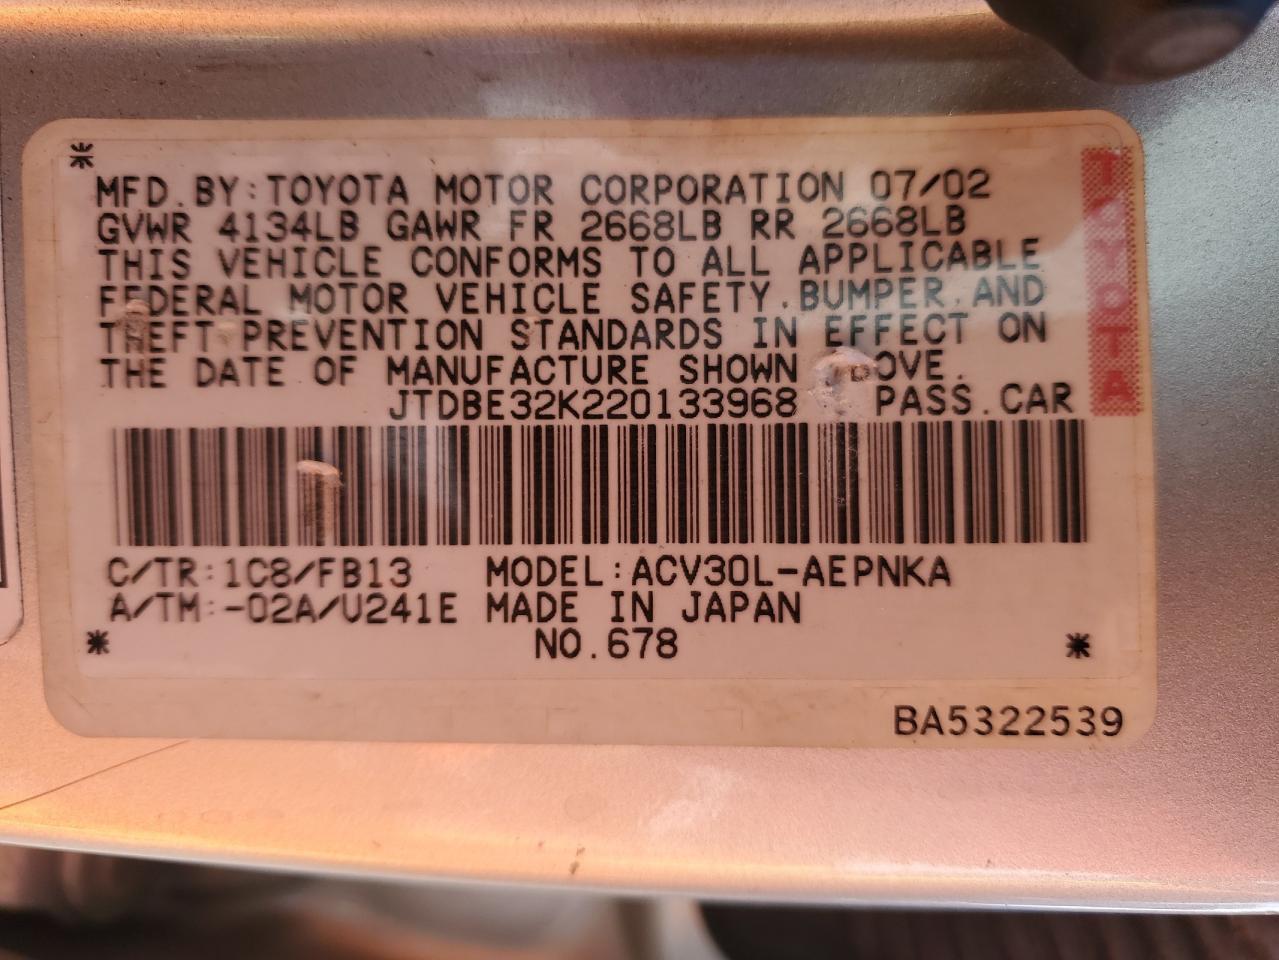 MFD.BY:TOYOTA MOTOR CORPORATION 07/02
GVWR 4134LB GAWR FR 2668LB RR 2668LB
THIS VEHICLE CONFORMS TO ALL APPLICABLE
FEDERAL MOTOR VEHICLE SAFETY.BUMPER.AND
THEFT PREVENTION STANDARDS IN EFFECT ON
THE DATE OF MANUFACTURE SHOWN
JTDBE32K220133968 PASS.CAR
C/TR:1C8/FB13 MODEL:ACV30L-AEPNKA
A/TM:-02A/U241E MADE IN JAPAN
NO.678
BA5322539
TOYOTA